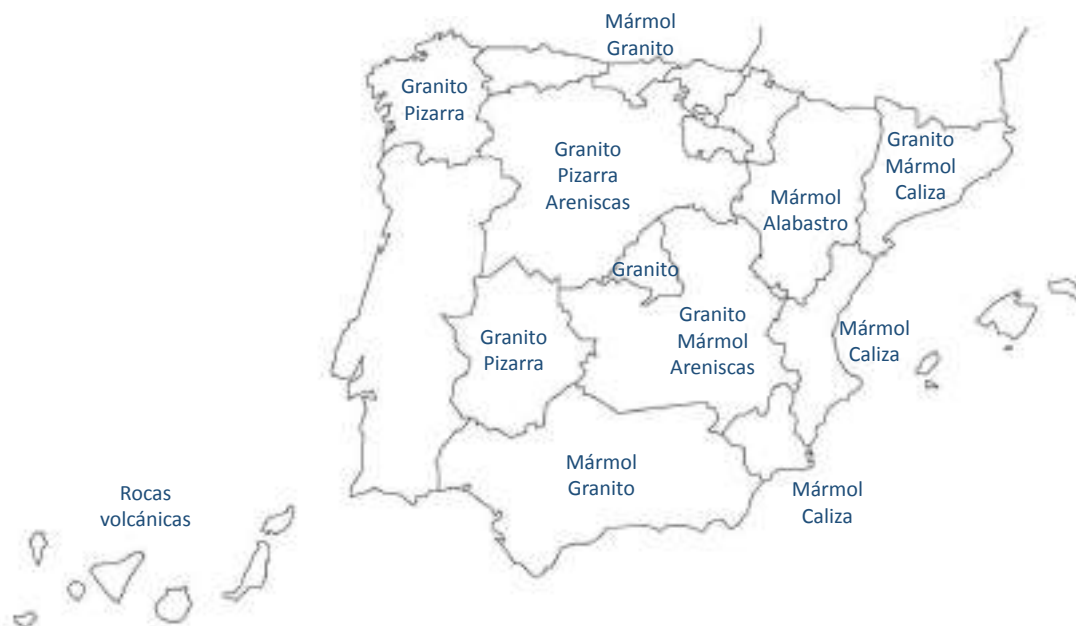 Mármol
Granito
Granito
Pizarra
Granito
Pizarra
Areniscas
Granito
Mármol
Caliza
Mármol
Alabastro
Granito
Granito
Mármol
Areniscas
Granito
Pizarra
Mármol
Caliza
Mármol
Granito
Mármol
Caliza
Rocas
volcánicas